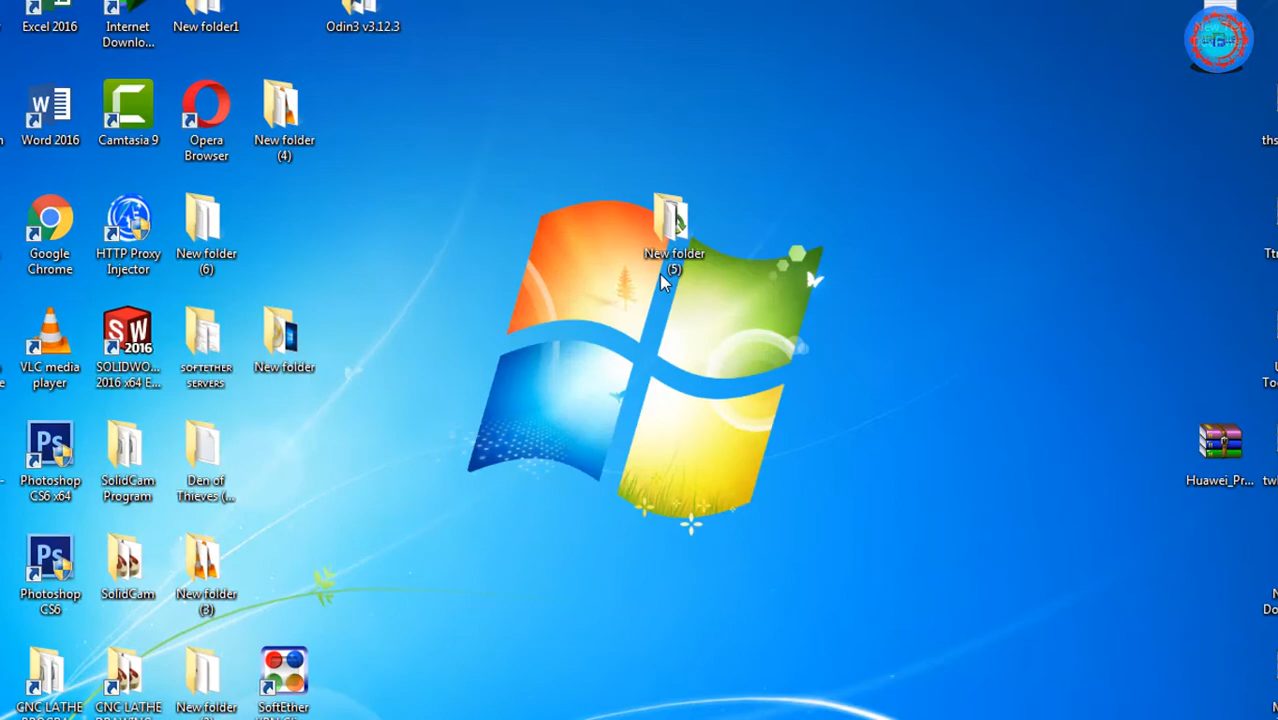 Excel 2016
Internet
Downlo...
New folder1
Odin3 v3.12.3
Word 2016
Camtasia 9
Opera
Browser
New folder
(4)
ths
Google
Chrome
HTTP Proxy
Injector
New folder
(6)
New folder
(5)
VLC media
player
SOLIDWO...
2016 x64 E...
SOFTETHER
SERVERS
New folder
Photoshop
CS6 x64
SolidCam
Program
Den of
Thieves (...
Huawei_Pr...
Photoshop
CS6
SolidCam
New folder
(3)
CNC LATHE
CNC LATHE
New folder
SoftEther